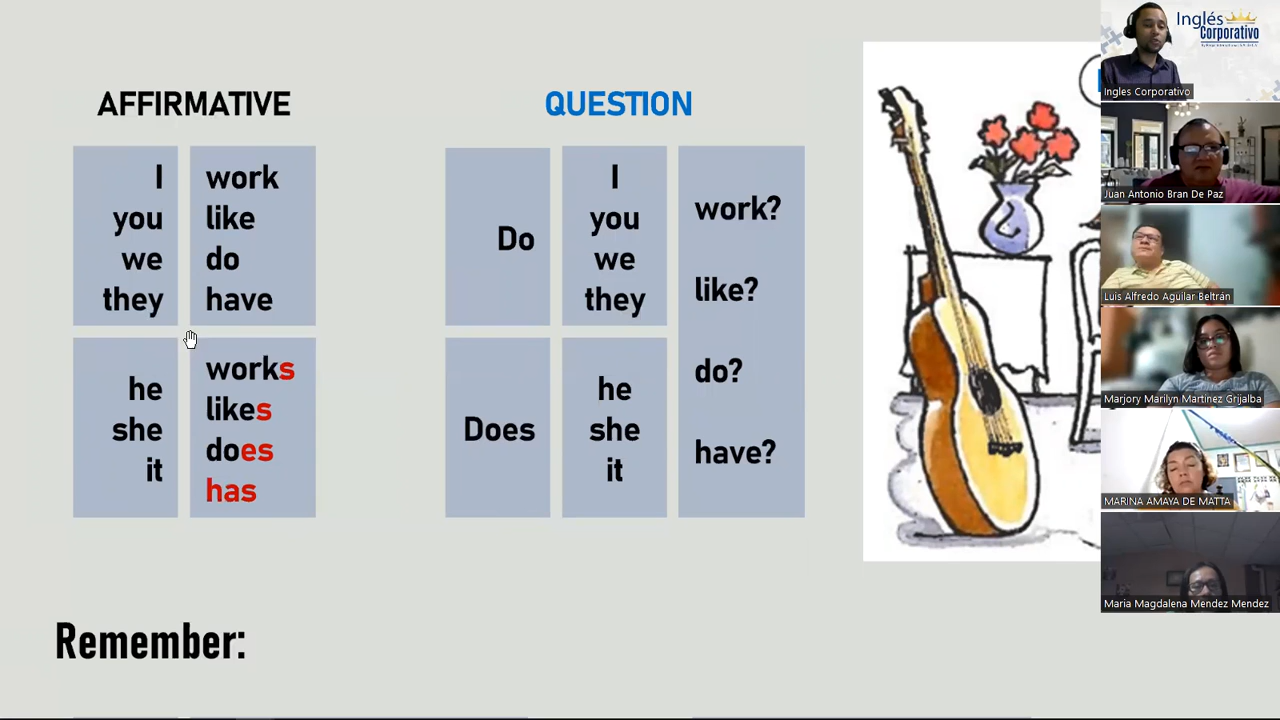 AFFIRMATIVE
I
you
we
they
work
like
do
have
he
she
it
works
likes
does
has
QUESTION
Do
I
you
we
they
Does
he
she
it
work?
like?
do?
have?
Remember:
Inglés
Corporativo
Ingles Corporativo
Juan Antonio Bran De Paz
Luis Alfredo Aguilar Beltrán
Marjory Marilyn Martinez Grijalba
MARINA AMAYA DE MATTA
Maria Magdalena Mendez Mendez